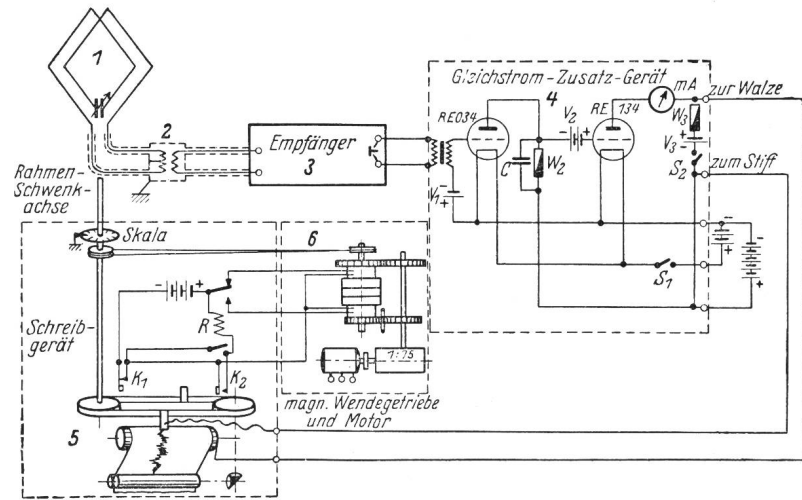 1
2
Empfänger
3
Gleichstrom-Zusatz-Gerät
4
RE034
V2
RE 134
mA
zur Walze
W3
V3
S2
zum Stift
C
W2
V1
S1
Rahmen-
Schwenk-
achse
Skala
6
R
Schreib-
gerät
K1
K2
1:75
magn. Wendegetriebe
und Motor
5